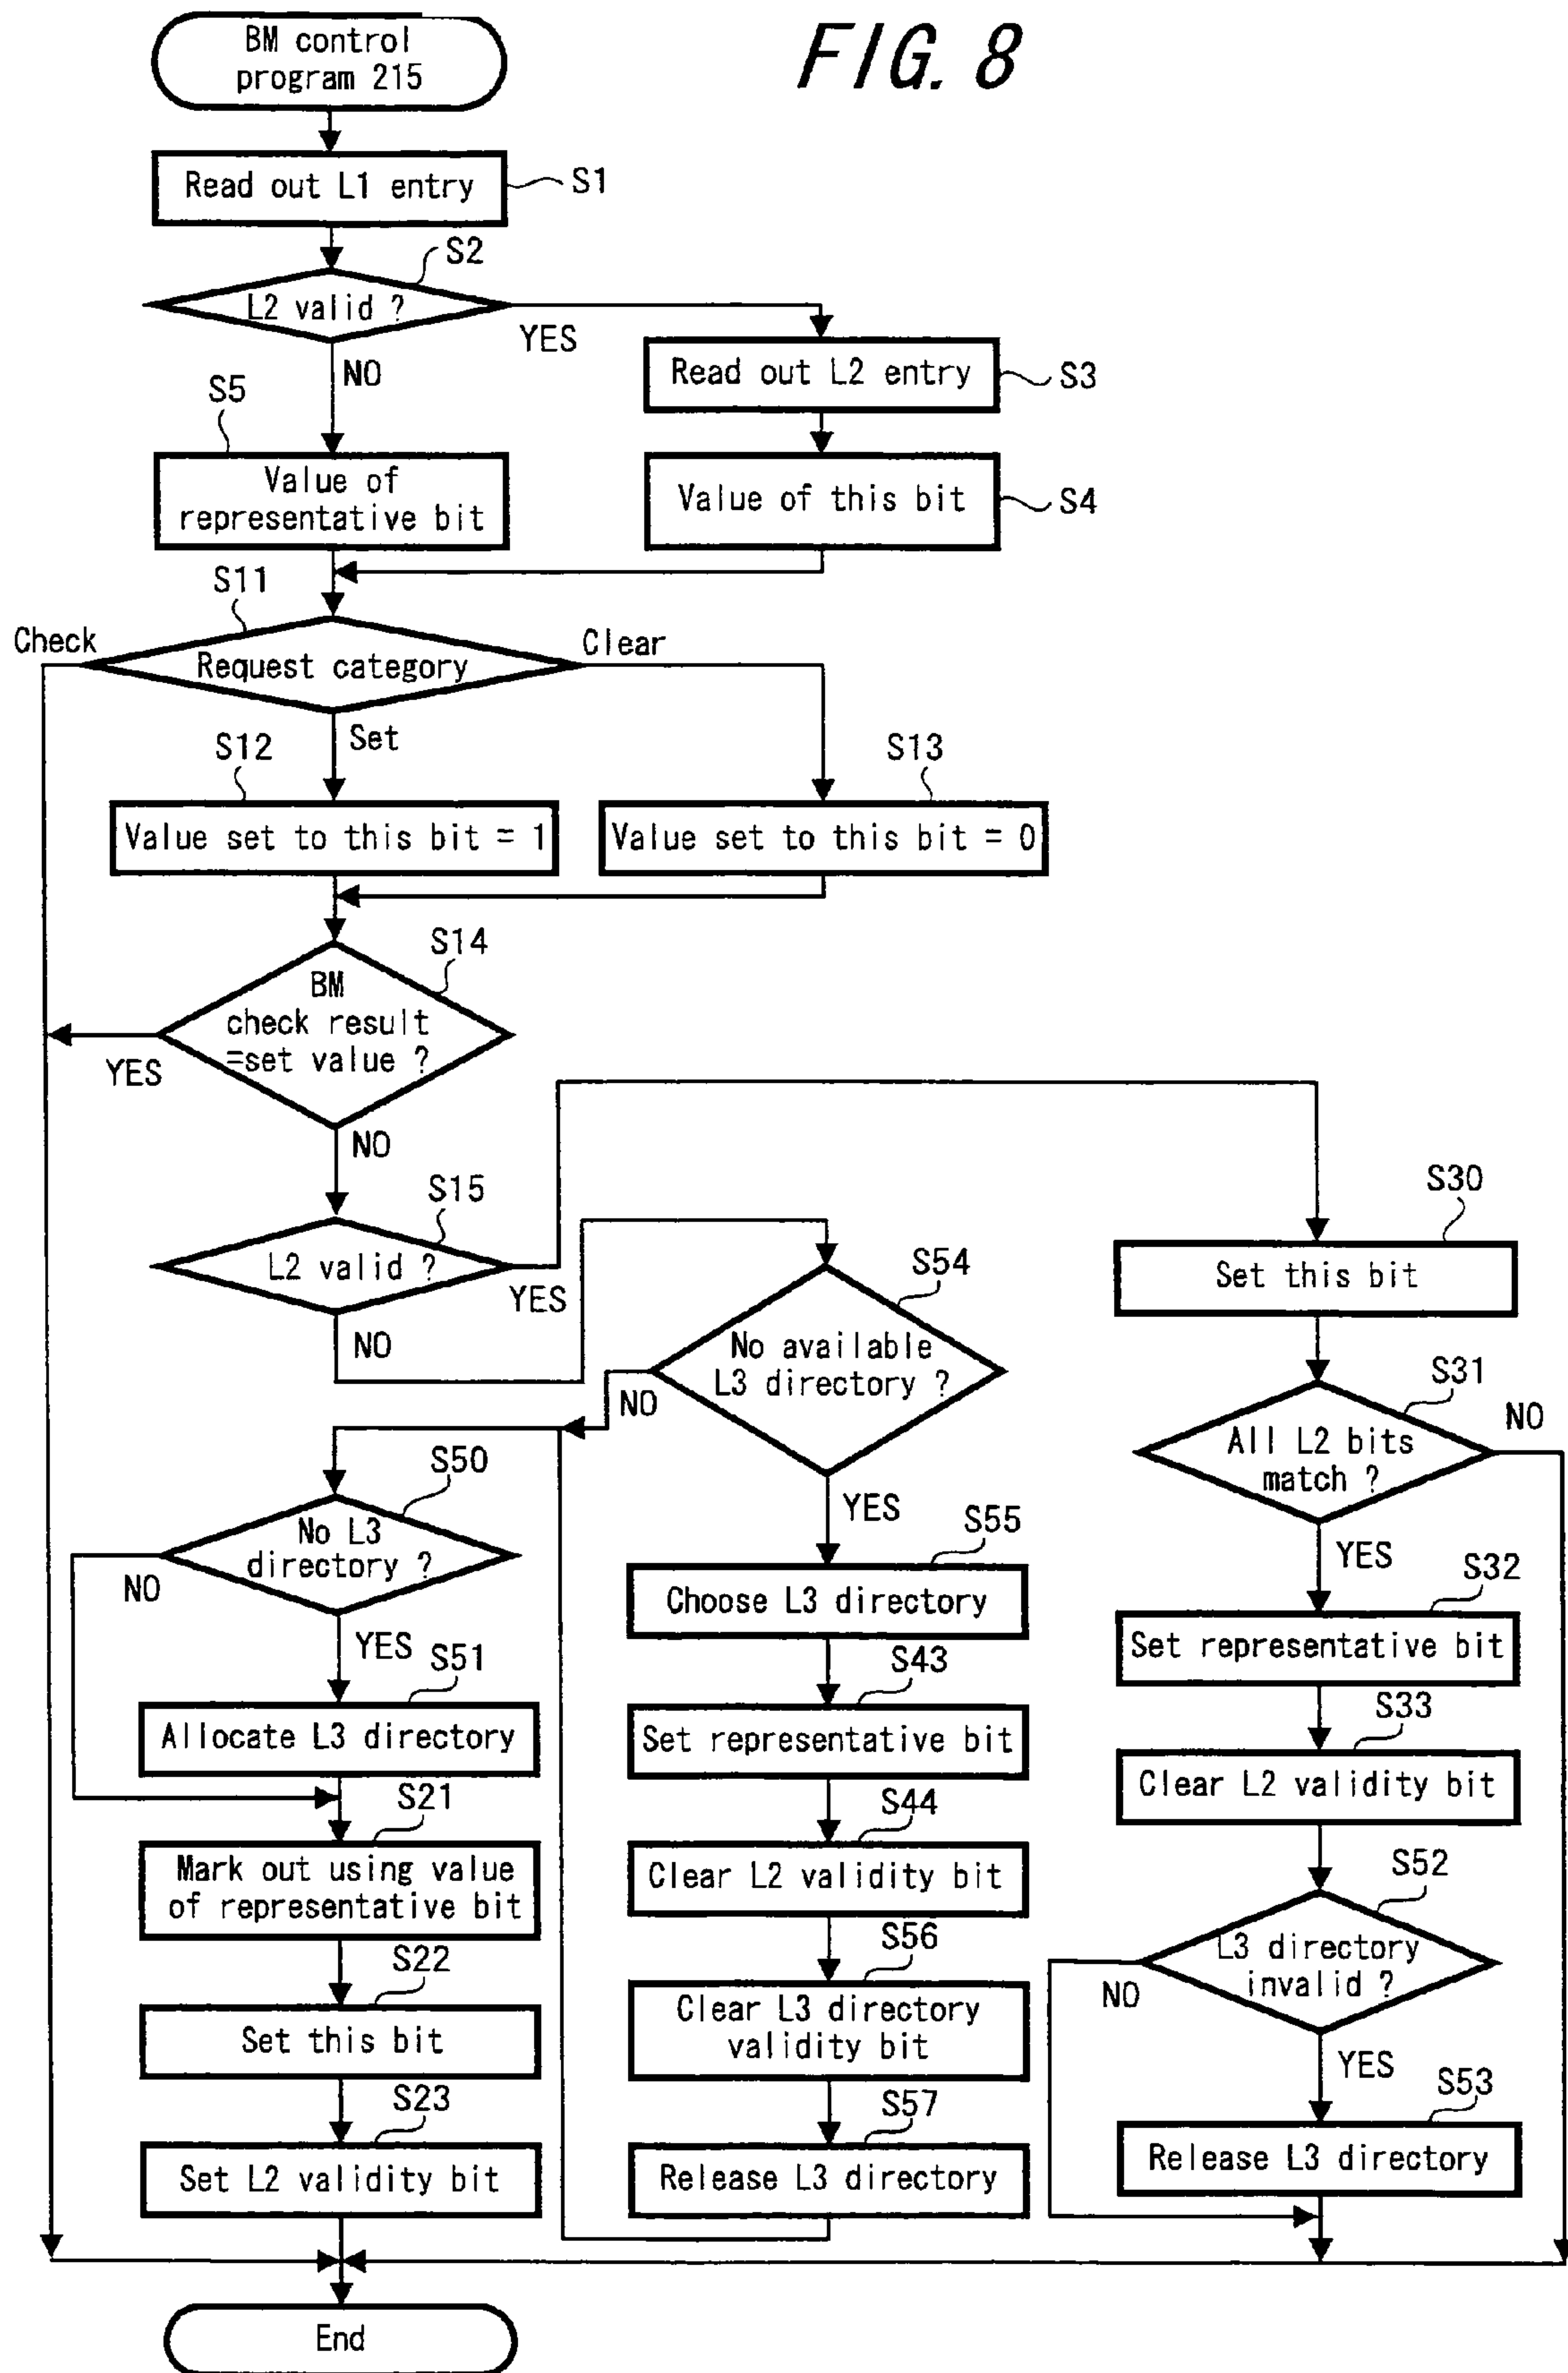 FIG. 8
BM control
program 215
Read out L1 entry
S1
S2
L2 valid ?
YES
NO
Read out L2 entry
S3
S5
Value of
representative bit
Value of this bit
S4
S11
Check
Request category
Clear
Set
S12
S13
Value set to this bit = 1
Value set to this bit = 0
S14
BM
check result
=set value ?
YES
NO
S15
L2 valid ?
YES
NO
S54
No available
L3 directory ?
NO
YES
S30
Set this bit
S31
All L2 bits
match ?
NO
YES
S50
No L3
directory ?
NO
YES
S51
Allocate L3 directory
S21
Mark out using value
of representative bit
S22
Set this bit
S23
Set L2 validity bit
S55
Choose L3 directory
S43
Set representative bit
S44
Clear L2 validity bit
S56
Clear L3 directory
validity bit
S57
Release L3 directory
S32
Set representative bit
S33
Clear L2 validity bit
S52
L3 directory
invalid ?
NO
YES
S53
Release L3 directory
End